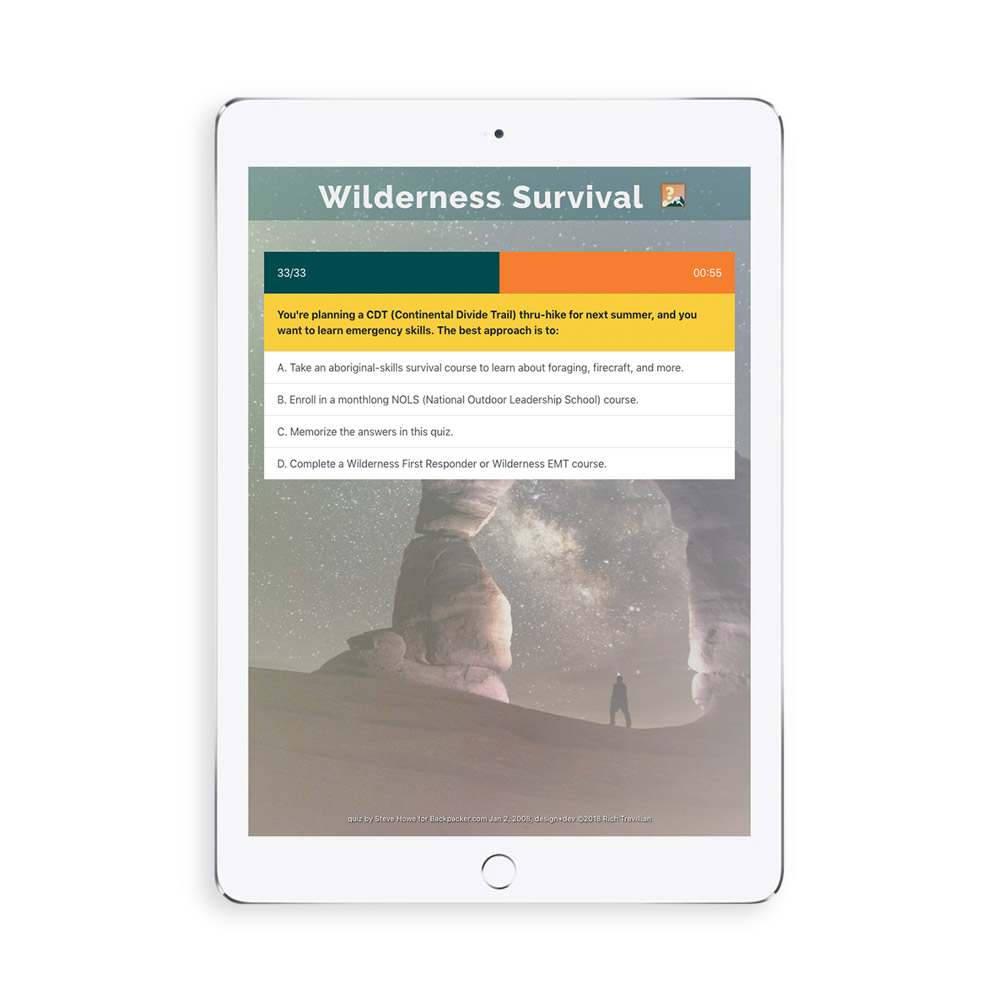 Wilderness Survival
?
33/33
00:55
You're planning a CDT (Continental Divide Trail) thru-hike for next summer, and you
want to learn emergency skills. The best approach is to:
A. Take an aboriginal-skills survival course to learn about foraging, firecraft, and more.
B. Enroll in a monthlong NOLS (National Outdoor Leadership School) course.
C. Memorize the answers in this quiz.
D. Complete a Wilderness First Responder or Wilderness EMT course.
quiz by Steve Howe for Backpacker.com Jan 2, 2008, design+dev ©2018 Rich Trevillian